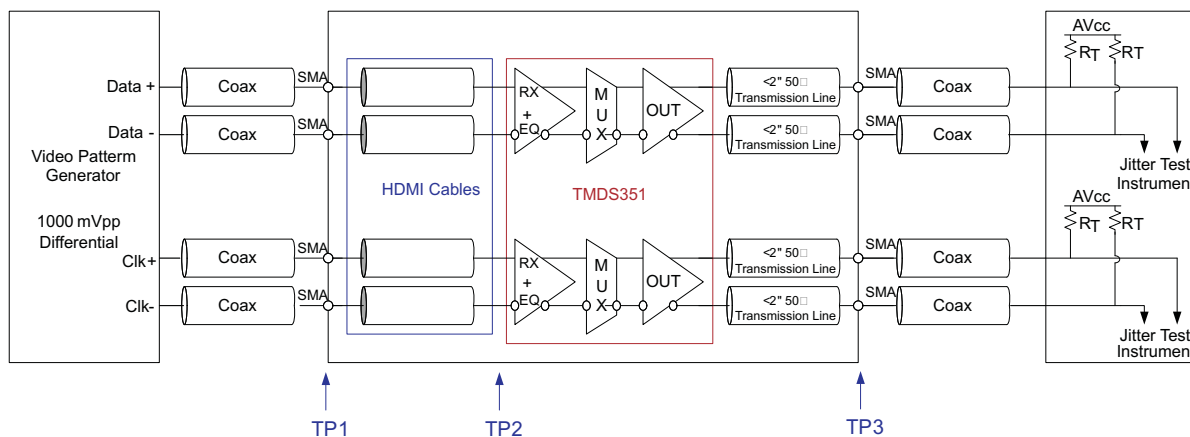 AVcc
RT RT
Data + Coax SMA RX + EQ MUX OUT <2" 50□ Transmission Line SMA Coax
Data - Coax <2" 50□ Transmission Line Coax
Video Patterm
Generator
HDMI Cables
TMDS351
Jitter Test
Instrumen
1000 mVpp
Differential
AVcc
RT RT
Clk+ Coax SMA RX + EQ MUX OUT <2" 50□ Transmission Line SMA Coax
Clk- Coax SMA <2" 50□ Transmission Line SMA Coax
Jitter Test
Instrumen
TP1 TP2 TP3